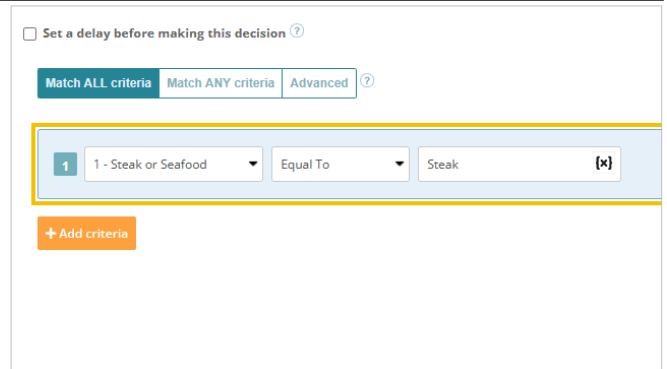 Set a delay before making this decision ?
Match ALL criteria Match ANY criteria Advanced ?
1 1 - Steak or Seafood Equal To Steak {x}
+ Add criteria